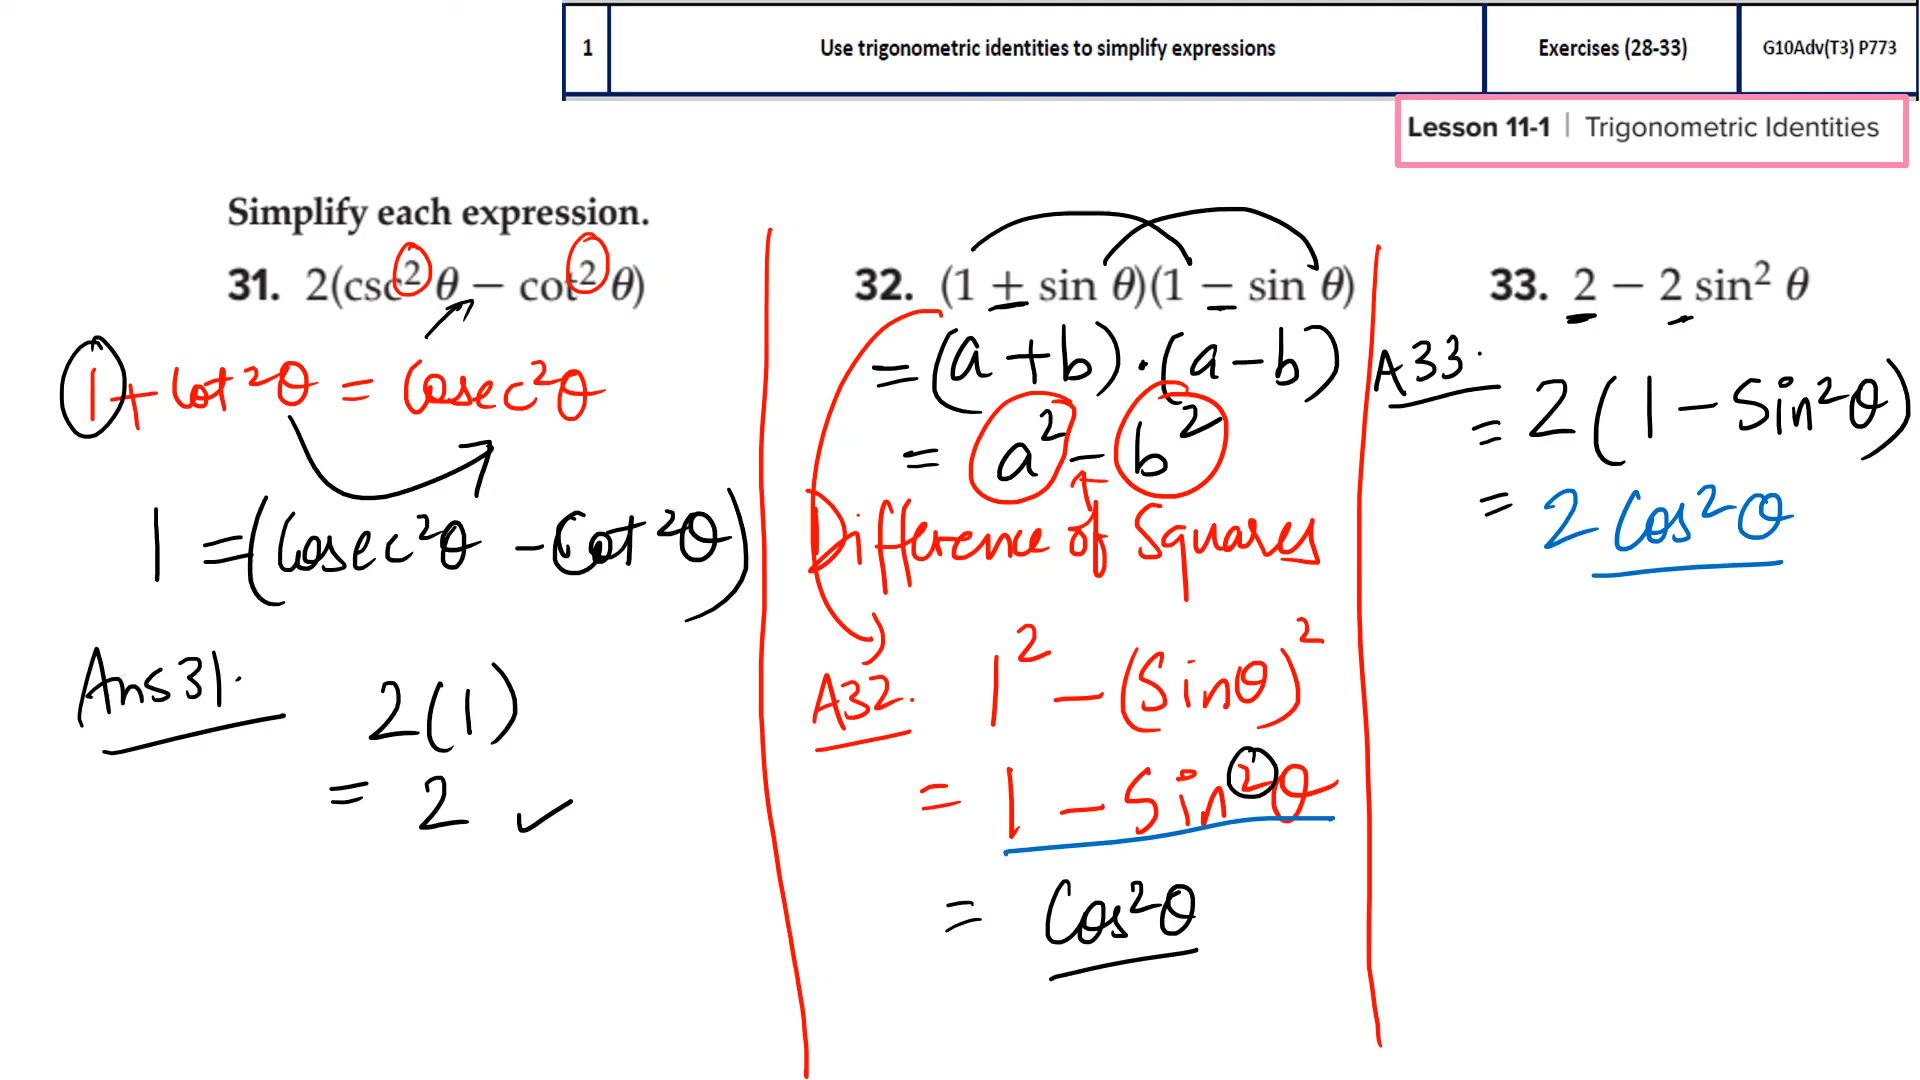 1 Use trigonometric identities to simplify expressions Exercises (28-33) G10Adv(T3) P773
Lesson 11-1 | Trigonometric Identities
Simplify each expression.
31. 2(csc² θ − cot² θ)
1 + Cot²θ = Cosec²θ
1 = (Cosec²θ − Cot²θ)
Ans31.
2(1)
= 2 ✓
32. (1 + sin θ)(1 − sin θ)
= (a + b) · (a − b)
= a² − b²
Difference of Squares
A32. 1² − (Sinθ)²
= 1 − Sin²θ
= Cos²θ
33. 2 − 2 sin² θ
A33.
= 2(1 − Sin²θ)
= 2 Cos²θ